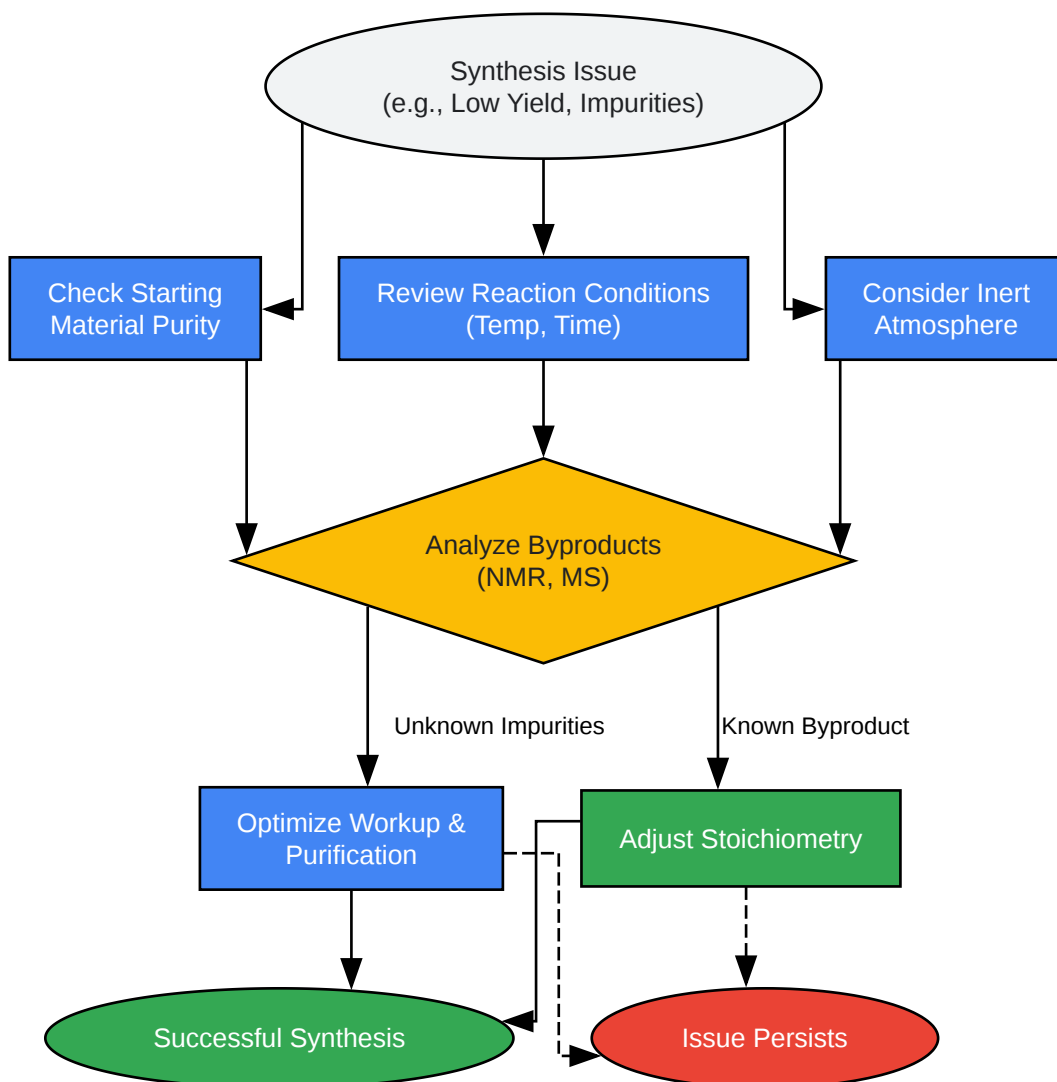 Synthesis Issue
(e.g., Low Yield, Impurities)
Check Starting
Material Purity
Review Reaction Conditions
(Temp, Time)
Consider Inert
Atmosphere
Analyze Byproducts
(NMR, MS)
Unknown Impurities
Known Byproduct
Optimize Workup &
Purification
Adjust Stoichiometry
Successful Synthesis
Issue Persists